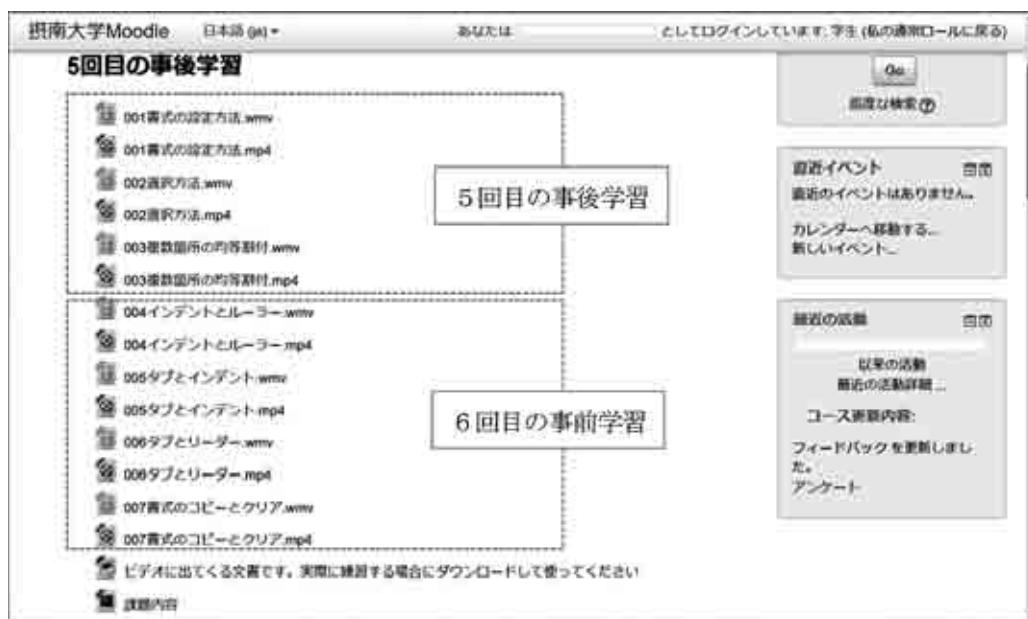 摂南大学Moodle
日本語 (ja)
あなたは
としてログインしています: 学生 (私の通常ロールに戻る)
5回目の事後学習
001書式の設定方法.wmv
001書式の設定方法.mp4
002選択方法.wmv
002選択方法.mp4
003複数箇所の均等割付.wmv
003複数箇所の均等割付.mp4
5回目の事後学習
004インデントとルーラー.wmv
004インデントとルーラー.mp4
005タブとインデント.wmv
005タブとインデント.mp4
006タブとリーダー.wmv
006タブとリーダー.mp4
007書式のコピーとクリア.wmv
007書式のコピーとクリア.mp4
6回目の事前学習
ビデオに出てくる文書です。実際に練習する場合にダウンロードして使ってください
課題内容
Go
高度な検索
直近イベント
直近のイベントはありません。
カレンダーへ移動する...
新しいイベント...
最近の活動
以来の活動
最近の活動詳細 ...
コース更新内容:
フィードバック を更新しまし
た。
アンケート